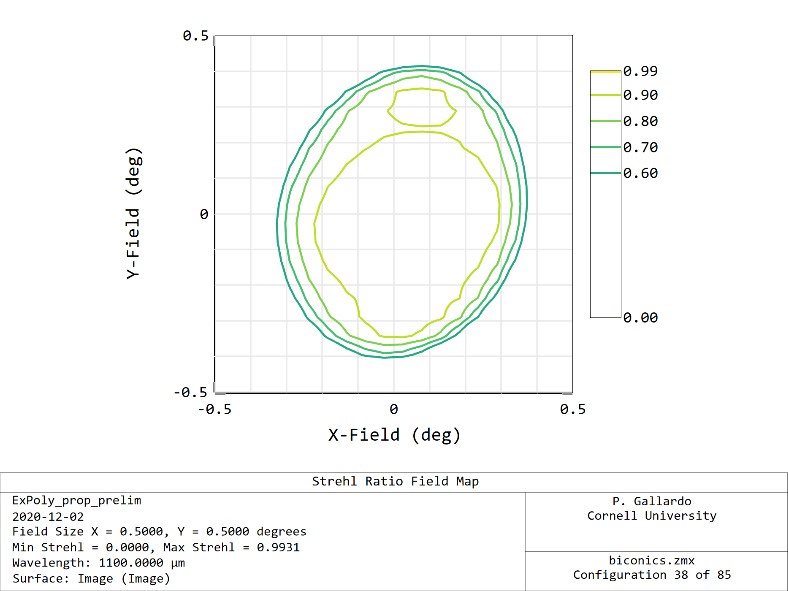 0.5
0
-0.5
-0.5
0
0.5
Y-Field (deg)
X-Field (deg)
0.99
0.90
0.80
0.70
0.60
0.00
Strehl Ratio Field Map
ExPoly_prop_prelim
2020-12-02
Field Size X = 0.5000, Y = 0.5000 degrees
Min Strehl = 0.0000, Max Strehl = 0.9931
Wavelength: 1100.0000 µm
Surface: Image (Image)
P. Gallardo
Cornell University
biconics.zmx
Configuration 38 of 85